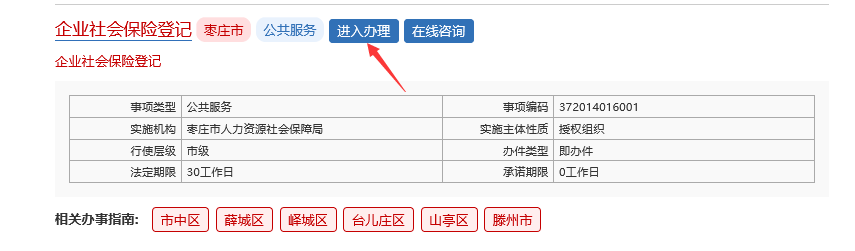 企业社会保险登记 枣庄市 公共服务 进入办理 在线咨询
企业社会保险登记
事项类型 公共服务 事项编码 372014016001
实施机构 枣庄市人力资源社会保障局 实施主体性质 授权组织
行使层级 市级 办件类型 即办件
法定期限 30工作日 承诺期限 0工作日
相关办事指南: 市中区 薛城区 峄城区 台儿庄区 山亭区 滕州市